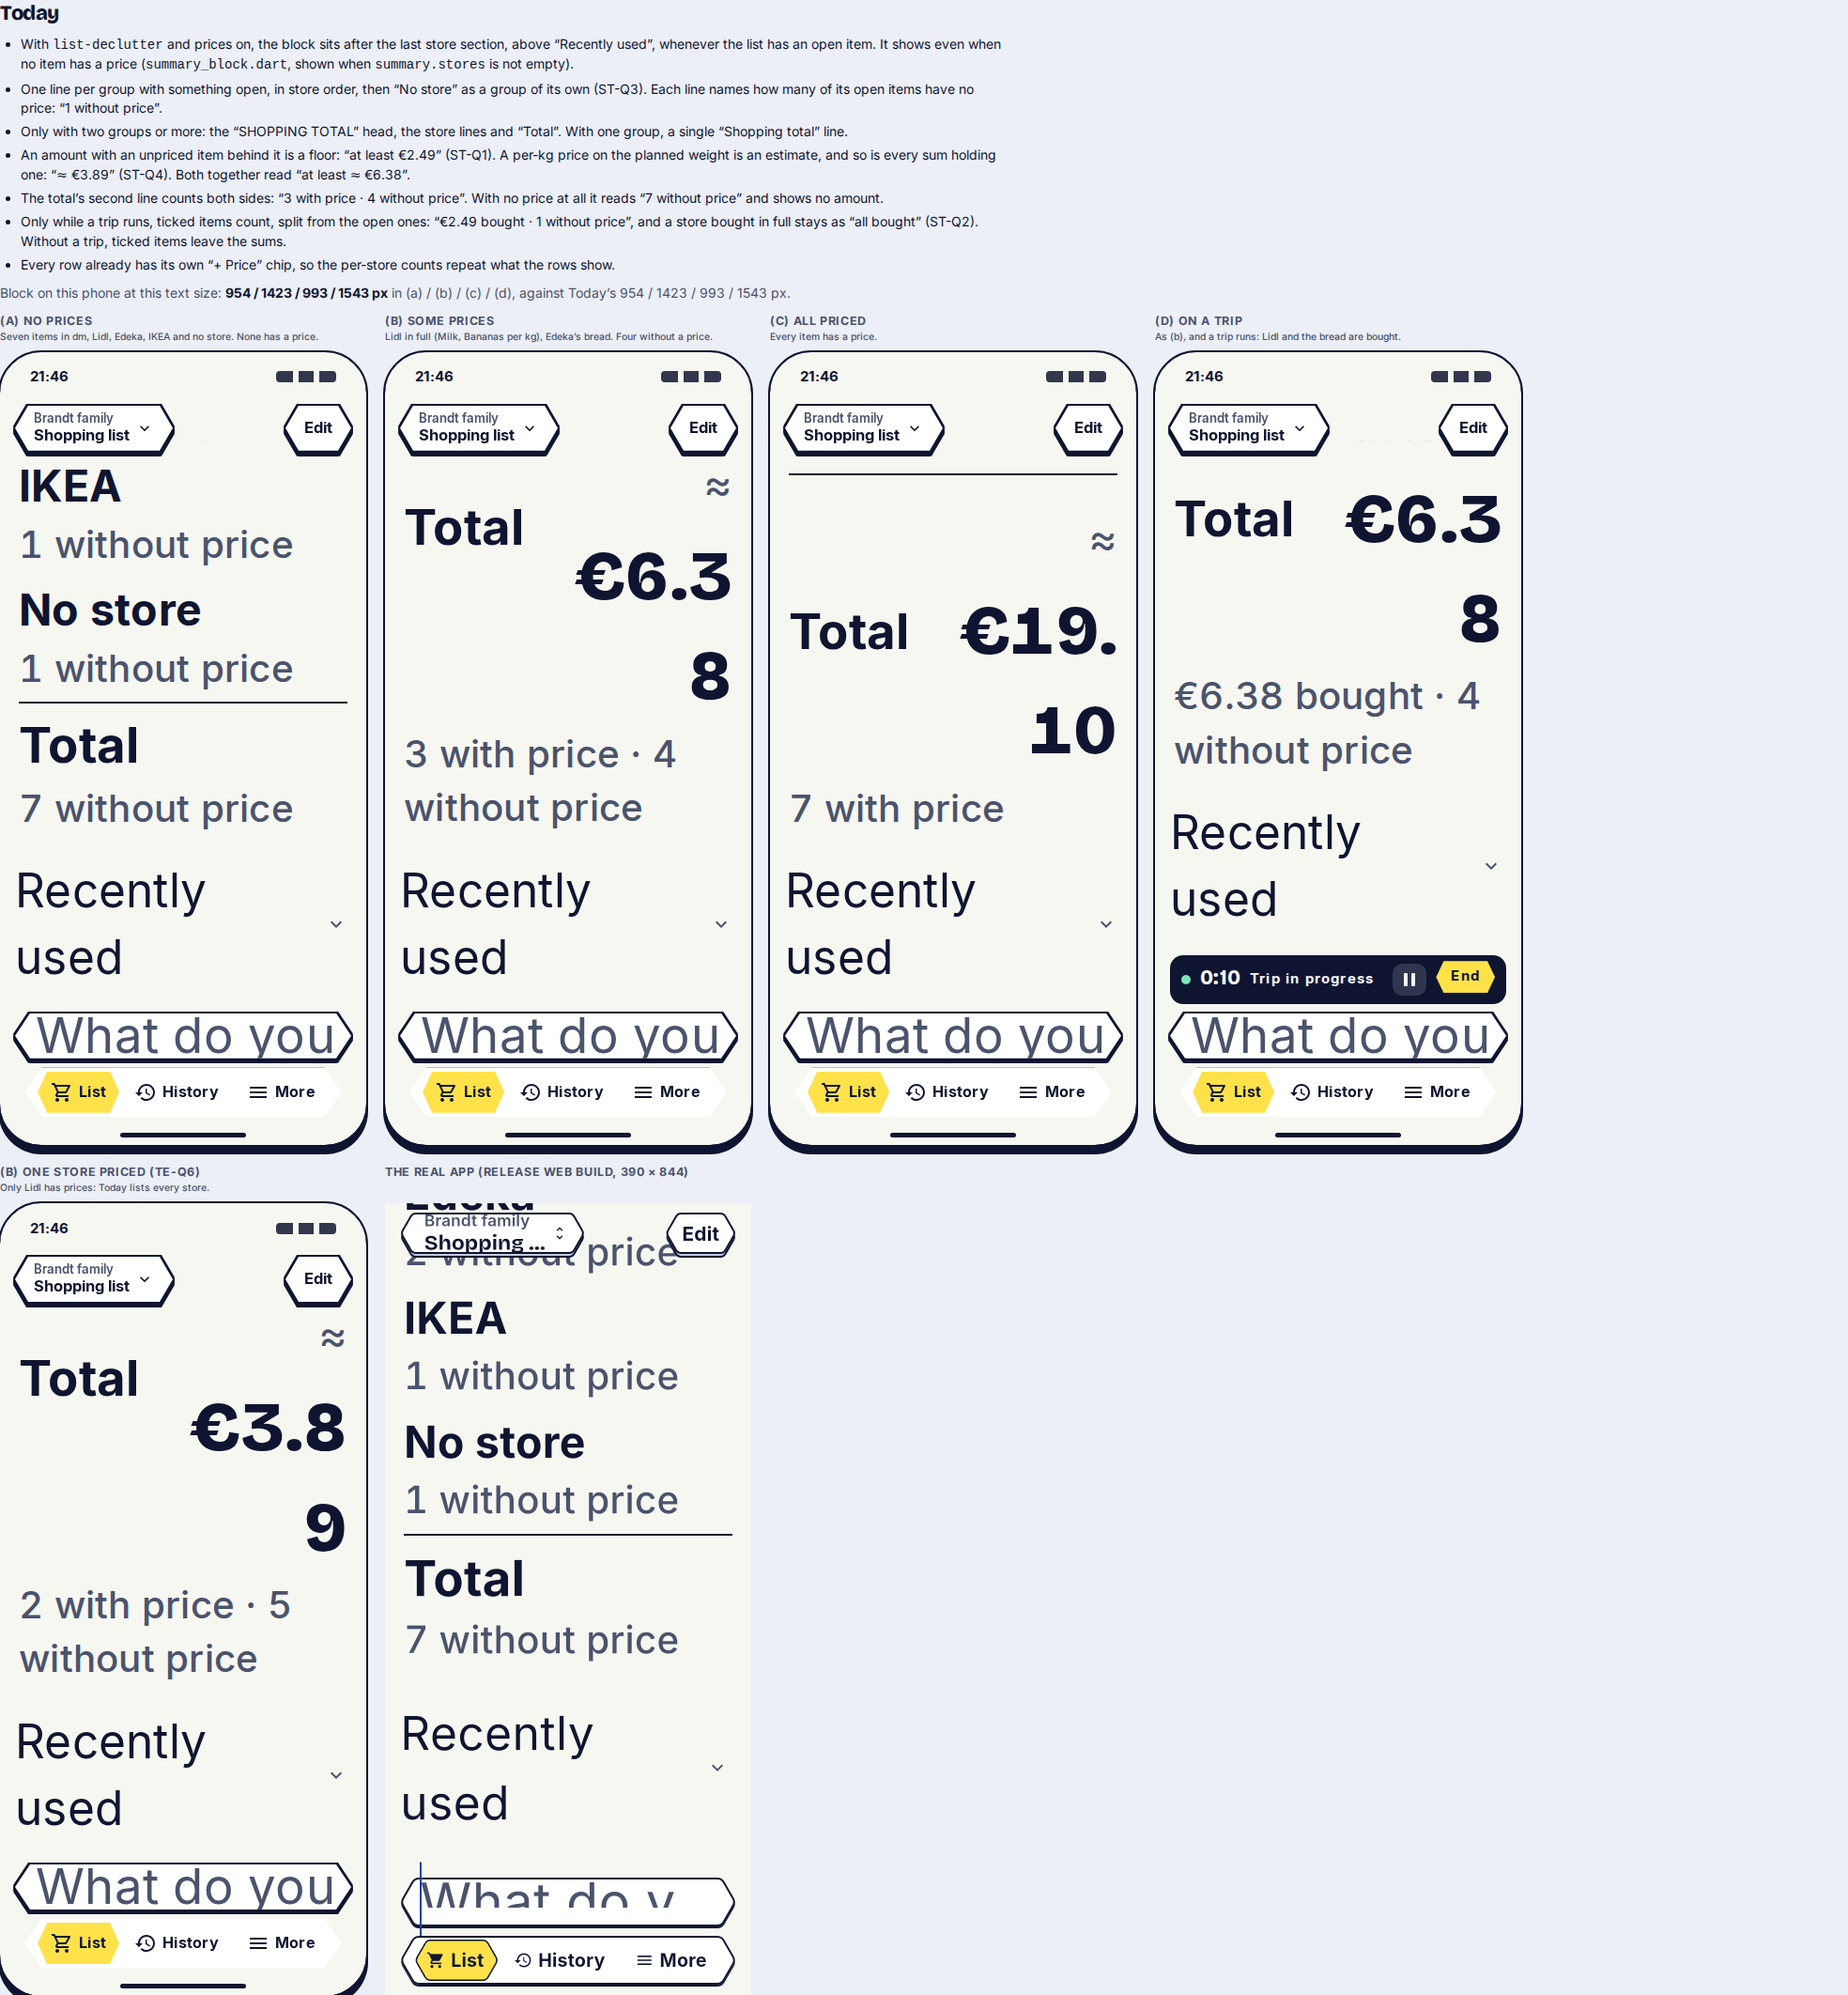 Today
• With list-declutter and prices on, the block sits after the last store section, above “Recently used”, whenever the list has an open item. It shows even when
no item has a price (summary_block.dart, shown when summary.stores is not empty).
• One line per group with something open, in store order, then “No store” as a group of its own (ST-Q3). Each line names how many of its open items have no
price: “1 without price”.
• Only with two groups or more: the “SHOPPING TOTAL” head, the store lines and “Total”. With one group, a single “Shopping total” line.
• An amount with an unpriced item behind it is a floor: “at least €2.49” (ST-Q1). A per-kg price on the planned weight is an estimate, and so is every sum holding
one: “≈ €3.89” (ST-Q4). Both together read “at least ≈ €6.38”.
• The total’s second line counts both sides: “3 with price · 4 without price”. With no price at all it reads “7 without price” and shows no amount.
• Only while a trip runs, ticked items count, split from the open ones: “€2.49 bought · 1 without price”, and a store bought in full stays as “all bought” (ST-Q2).
Without a trip, ticked items leave the sums.
• Every row already has its own “+ Price” chip, so the per-store counts repeat what the rows show.
Block on this phone at this text size: 954 / 1423 / 993 / 1543 px in (a) / (b) / (c) / (d), against Today’s 954 / 1423 / 993 / 1543 px.
(A) NO PRICES
Seven items in dm, Lidl, Edeka, IKEA and no store. None has a price.
21:46
Brandt family
Shopping list
Edit
IKEA
1 without price
No store
1 without price
Total
7 without price
Recently
used
What do you
List History More
(B) SOME PRICES
Lidl in full (Milk, Bananas per kg), Edeka’s bread. Four without a price.
21:46
Brandt family
Shopping list
Edit
≈
Total
€6.3
8
3 with price · 4
without price
Recently
used
What do you
List History More
(C) ALL PRICED
Every item has a price.
21:46
Brandt family
Shopping list
Edit
≈
Total €19.
10
7 with price
Recently
used
What do you
List History More
(D) ON A TRIP
As (b), and a trip runs: Lidl and the bread are bought.
21:46
Brandt family
Shopping list
Edit
Total €6.3
8
€6.38 bought · 4
without price
Recently
used
0:10 Trip in progress End
What do you
List History More
(B) ONE STORE PRICED (TE-Q6)
Only Lidl has prices: Today lists every store.
21:46
Brandt family
Shopping list
Edit
≈
Total
€3.8
9
2 with price · 5
without price
Recently
used
What do you
List History More
THE REAL APP (RELEASE WEB BUILD, 390 × 844)
Edeka
Brandt family
Shopping ...
Edit
2 without price
IKEA
1 without price
No store
1 without price
Total
7 without price
Recently
used
What do y
List History More